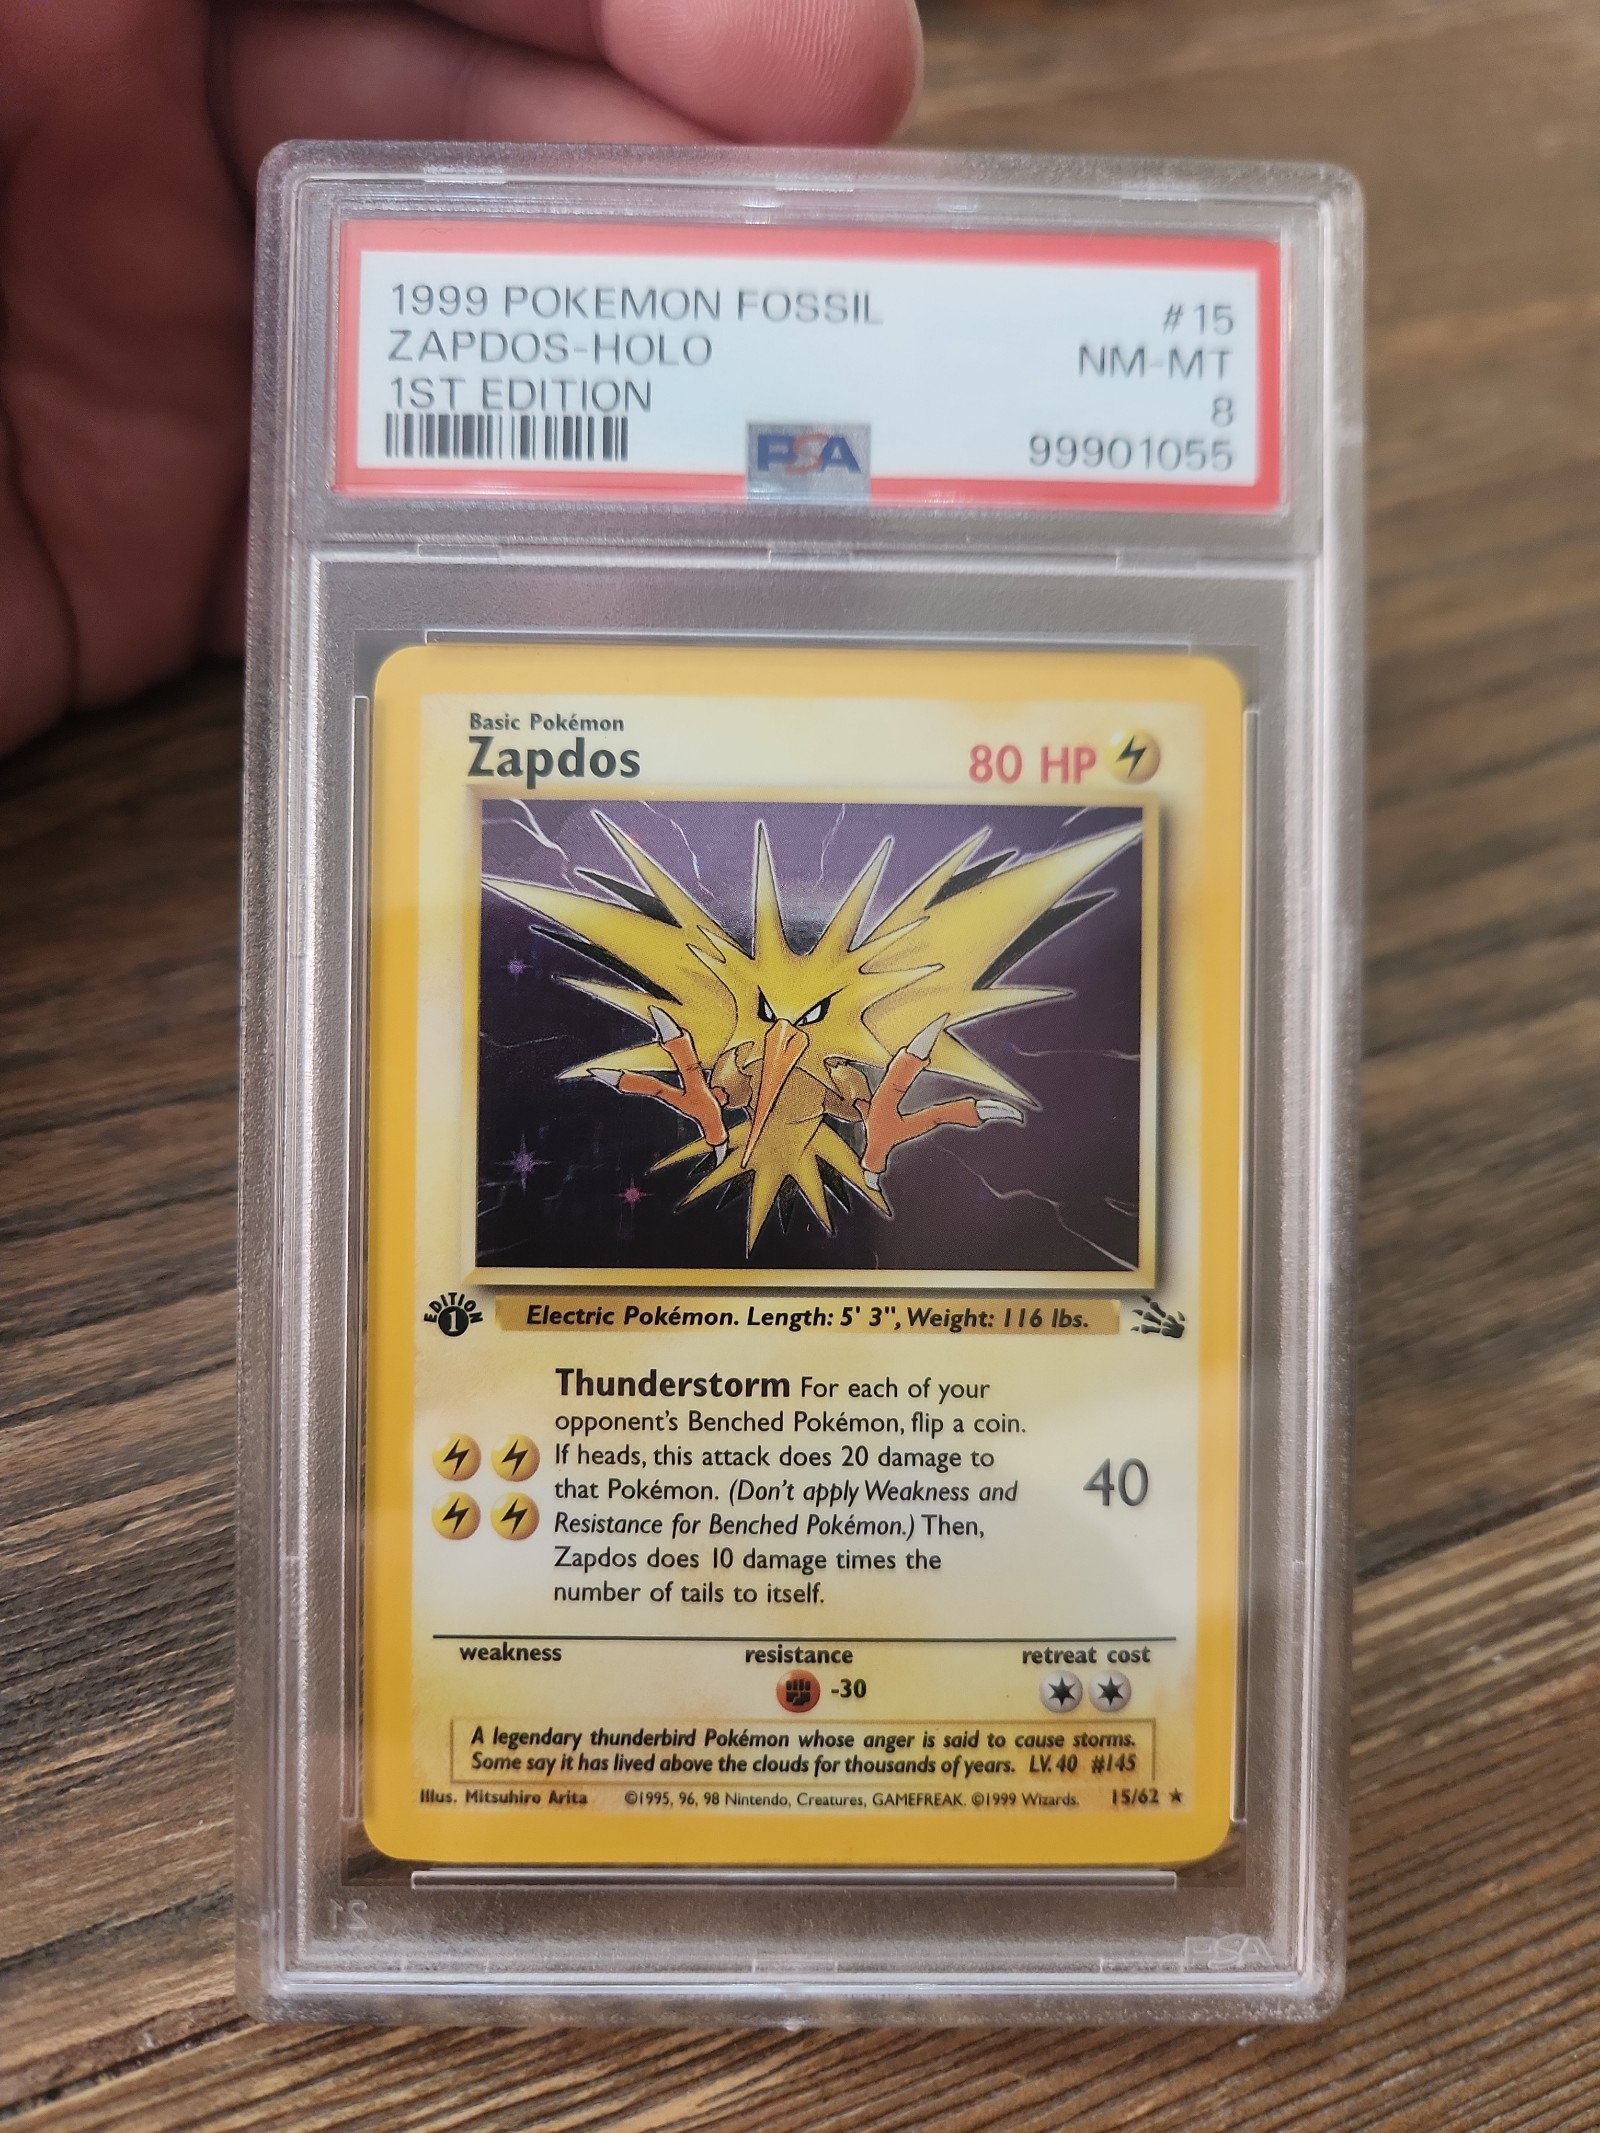 1999 POKEMON FOSSIL #15
ZAPDOS-HOLO NM-MT
1ST EDITION 8
PSA 99901055
Basic Pokémon
Zapdos 80 HP
EDITION 1
Electric Pokémon. Length: 5' 3", Weight: 116 lbs.
Thunderstorm For each of your
opponent's Benched Pokémon, flip a coin.
If heads, this attack does 20 damage to
that Pokémon. (Don't apply Weakness and
Resistance for Benched Pokémon.) Then,
Zapdos does 10 damage times the
number of tails to itself.
40
weakness resistance retreat cost
-30
A legendary thunderbird Pokémon whose anger is said to cause storms.
Some say it has lived above the clouds for thousands of years. LV. 40 #145
Illus. Mitsuhiro Arita ©1995, 96, 98 Nintendo, Creatures, GAMEFREAK. ©1999 Wizards. 15/62 ★
21
PSA